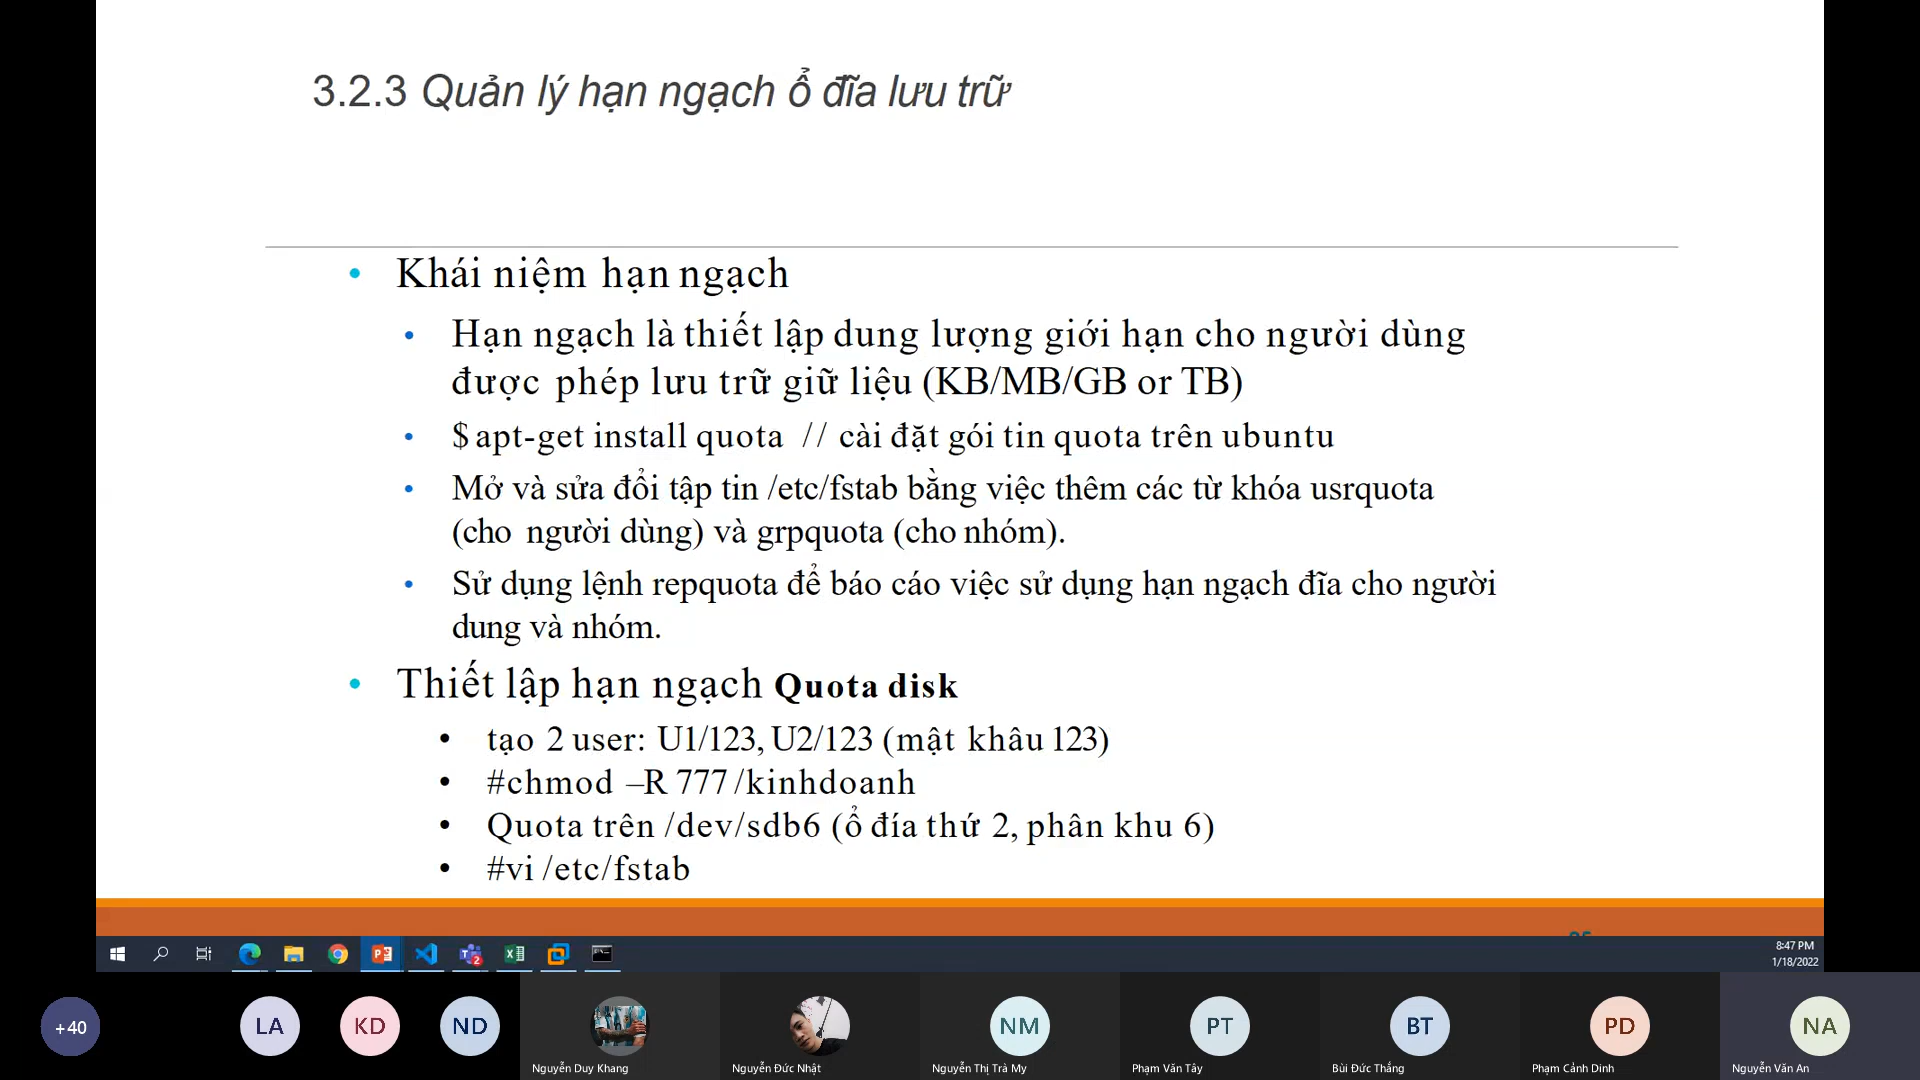 3.2.3 Quản lý hạn ngạch ổ đĩa lưu trữ
• Khái niệm hạn ngạch
• Hạn ngạch là thiết lập dung lượng giới hạn cho người dùng
được phép lưu trữ giữ liệu (KB/MB/GB or TB)
• $ apt-get install quota // cài đặt gói tin quota trên ubuntu
• Mở và sửa đổi tập tin /etc/fstab bằng việc thêm các từ khóa usrquota
(cho người dùng) và grpquota (cho nhóm).
• Sử dụng lệnh repquota để báo cáo việc sử dụng hạn ngạch đĩa cho người
dung và nhóm.
• Thiết lập hạn ngạch Quota disk
• tạo 2 user: U1/123, U2/123 (mật khâu 123)
• #chmod –R 777 /kinhdoanh
• Quota trên /dev/sdb6 (ổ đía thứ 2, phân khu 6)
• #vi /etc/fstab
8:47 PM
1/18/2022
+40
LA
KD
ND
NM
PT
BT
PD
NA
Nguyễn Duy Khang
Nguyễn Đức Nhật
Nguyễn Thị Trà My
Phạm Văn Tây
Bùi Đức Thắng
Phạm Cảnh Dinh
Nguyễn Văn An